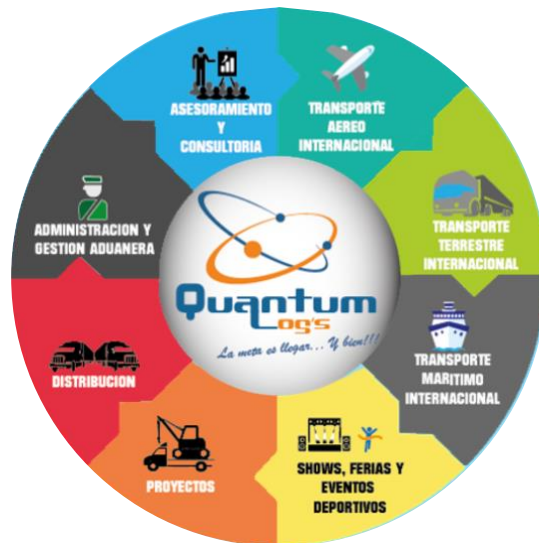 ASESORAMIENTO
Y
CONSULTORIA
TRANSPORTE
AEREO
INTERNACIONAL
TRANSPORTE
TERRESTRE
INTERNACIONAL
TRANSPORTE
MARITIMO
INTERNACIONAL
SHOWS, FERIAS Y
EVENTOS
DEPORTIVOS
PROYECTOS
DISTRIBUCION
ADMINISTRACION Y
GESTION ADUANERA
Quantum
Log's
La meta es llegar... Y bien!!!